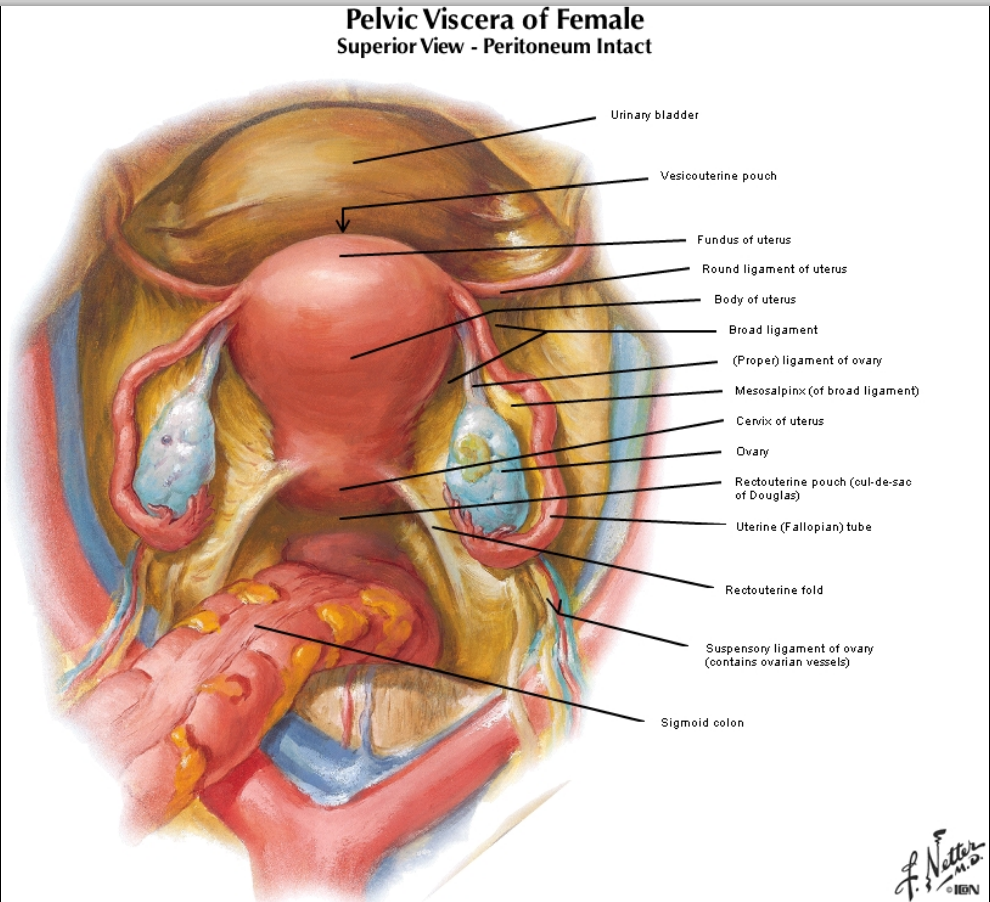 Pelvic Viscera of Female
Superior View - Peritoneum Intact
Urinary bladder
Vesicouterine pouch
Fundus of uterus
Round ligament of uterus
Body of uterus
Broad ligament
(Proper) ligament of ovary
Mesosalpinx (of broad ligament)
Cervix of uterus
Ovary
Rectouterine pouch (cul-de-sac
of Douglas)
Uterine (Fallopian) tube
Rectouterine fold
Suspensory ligament of ovary
(contains ovarian vessels)
Sigmoid colon
F. Netter
M.D.
©ICON